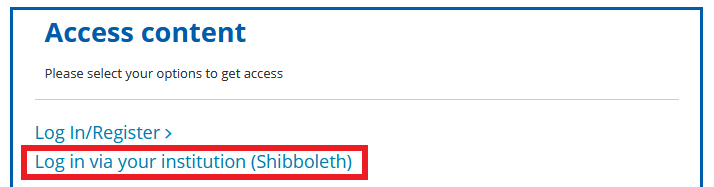 Access content
Please select your options to get access
Log In/Register >
Log in via your institution (Shibboleth)